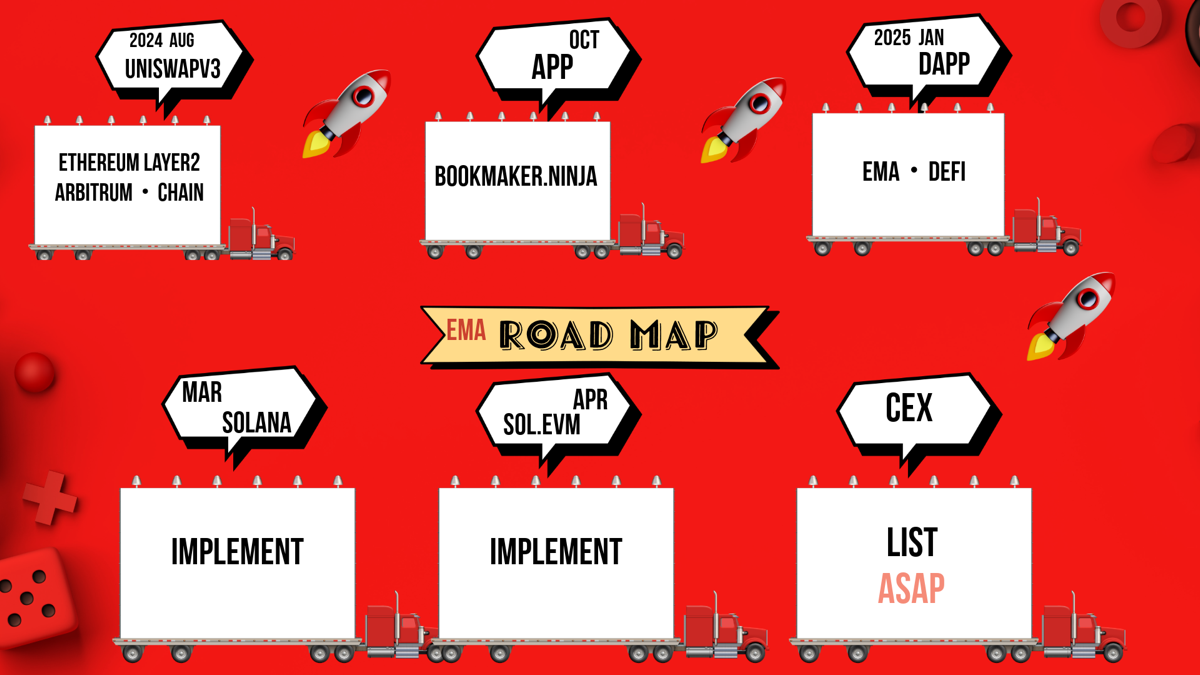 2024 AUG
UNISWAPV3
ETHEREUM LAYER2
ARBITRUM • CHAIN
OCT
APP
BOOKMAKER.NINJA
2025 JAN
DAPP
EMA • DEFI
EMA ROAD MAP
MAR
SOLANA
IMPLEMENT
APR
SOL.EVM
IMPLEMENT
CEX
LIST
ASAP